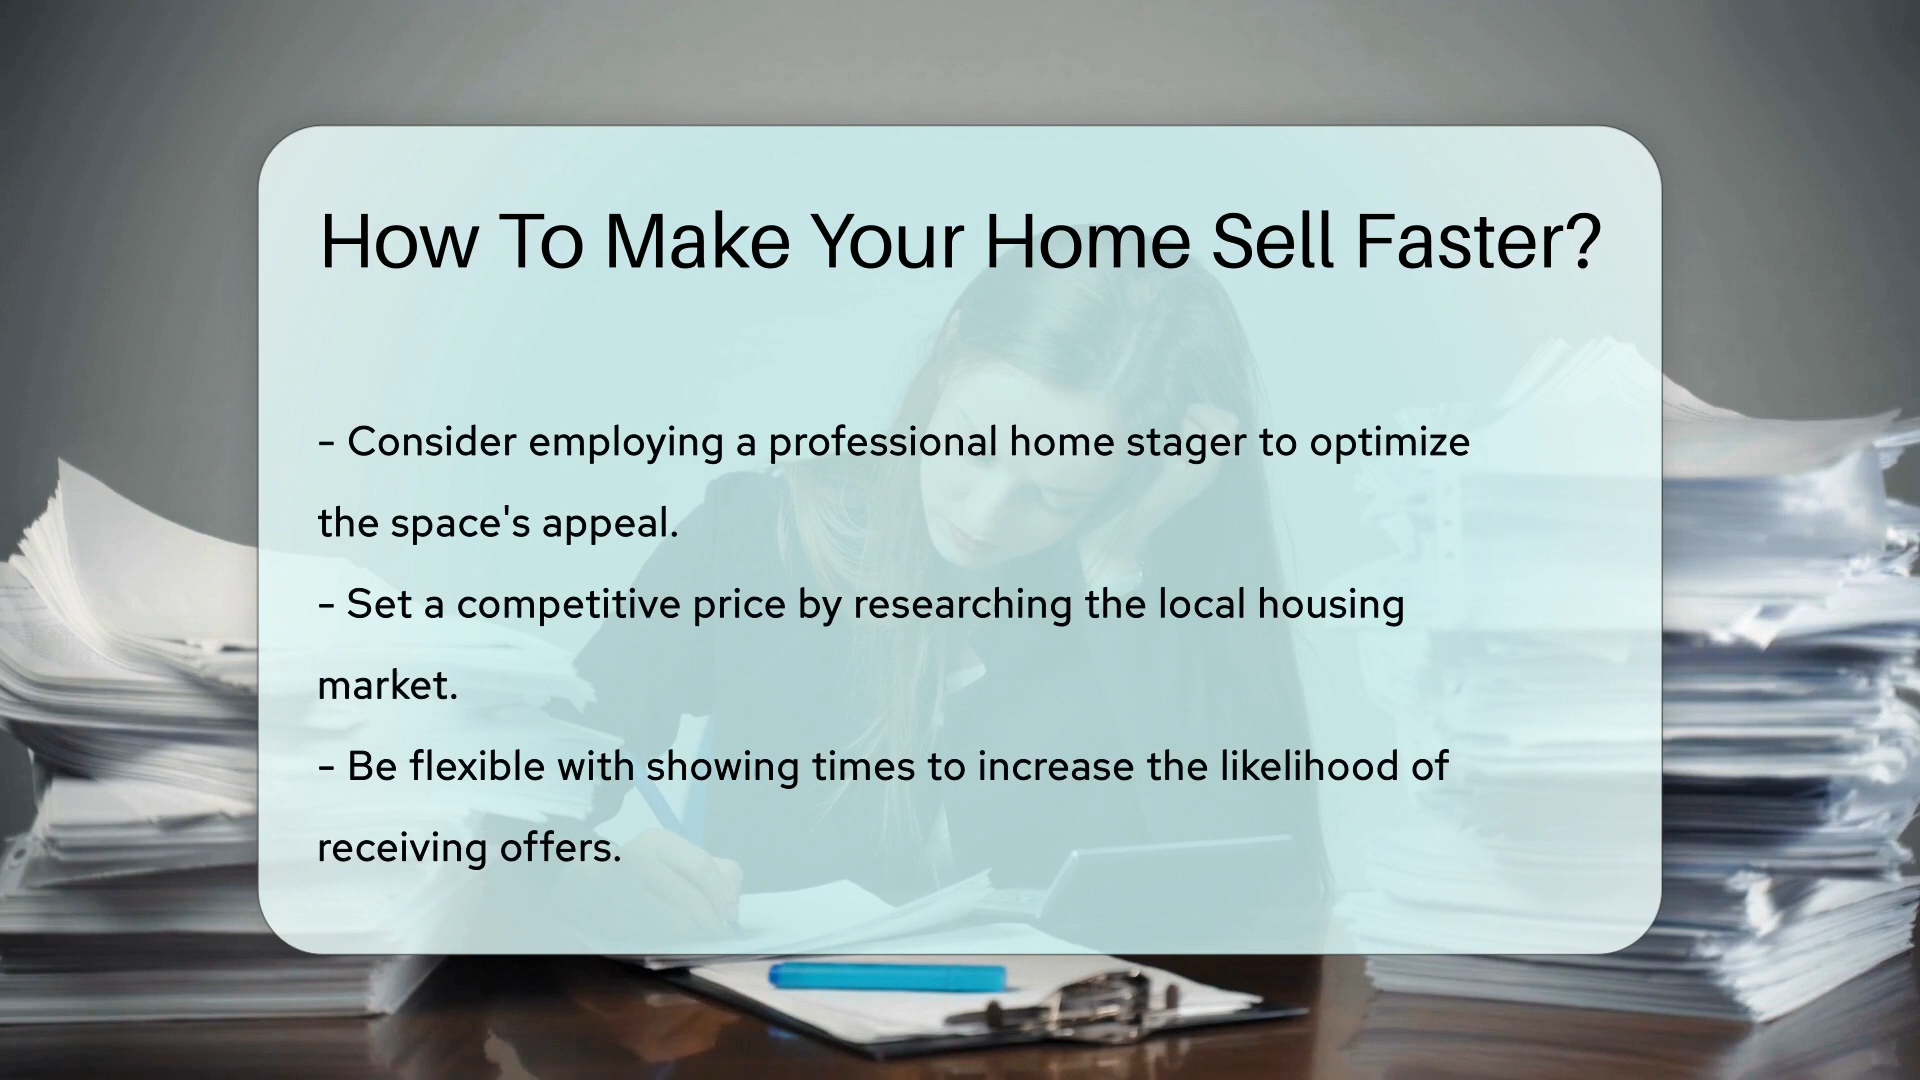 How To Make Your Home Sell Faster?
- Consider employing a professional home stager to optimize
the space's appeal.
- Set a competitive price by researching the local housing
market.
- Be flexible with showing times to increase the likelihood of
receiving offers.